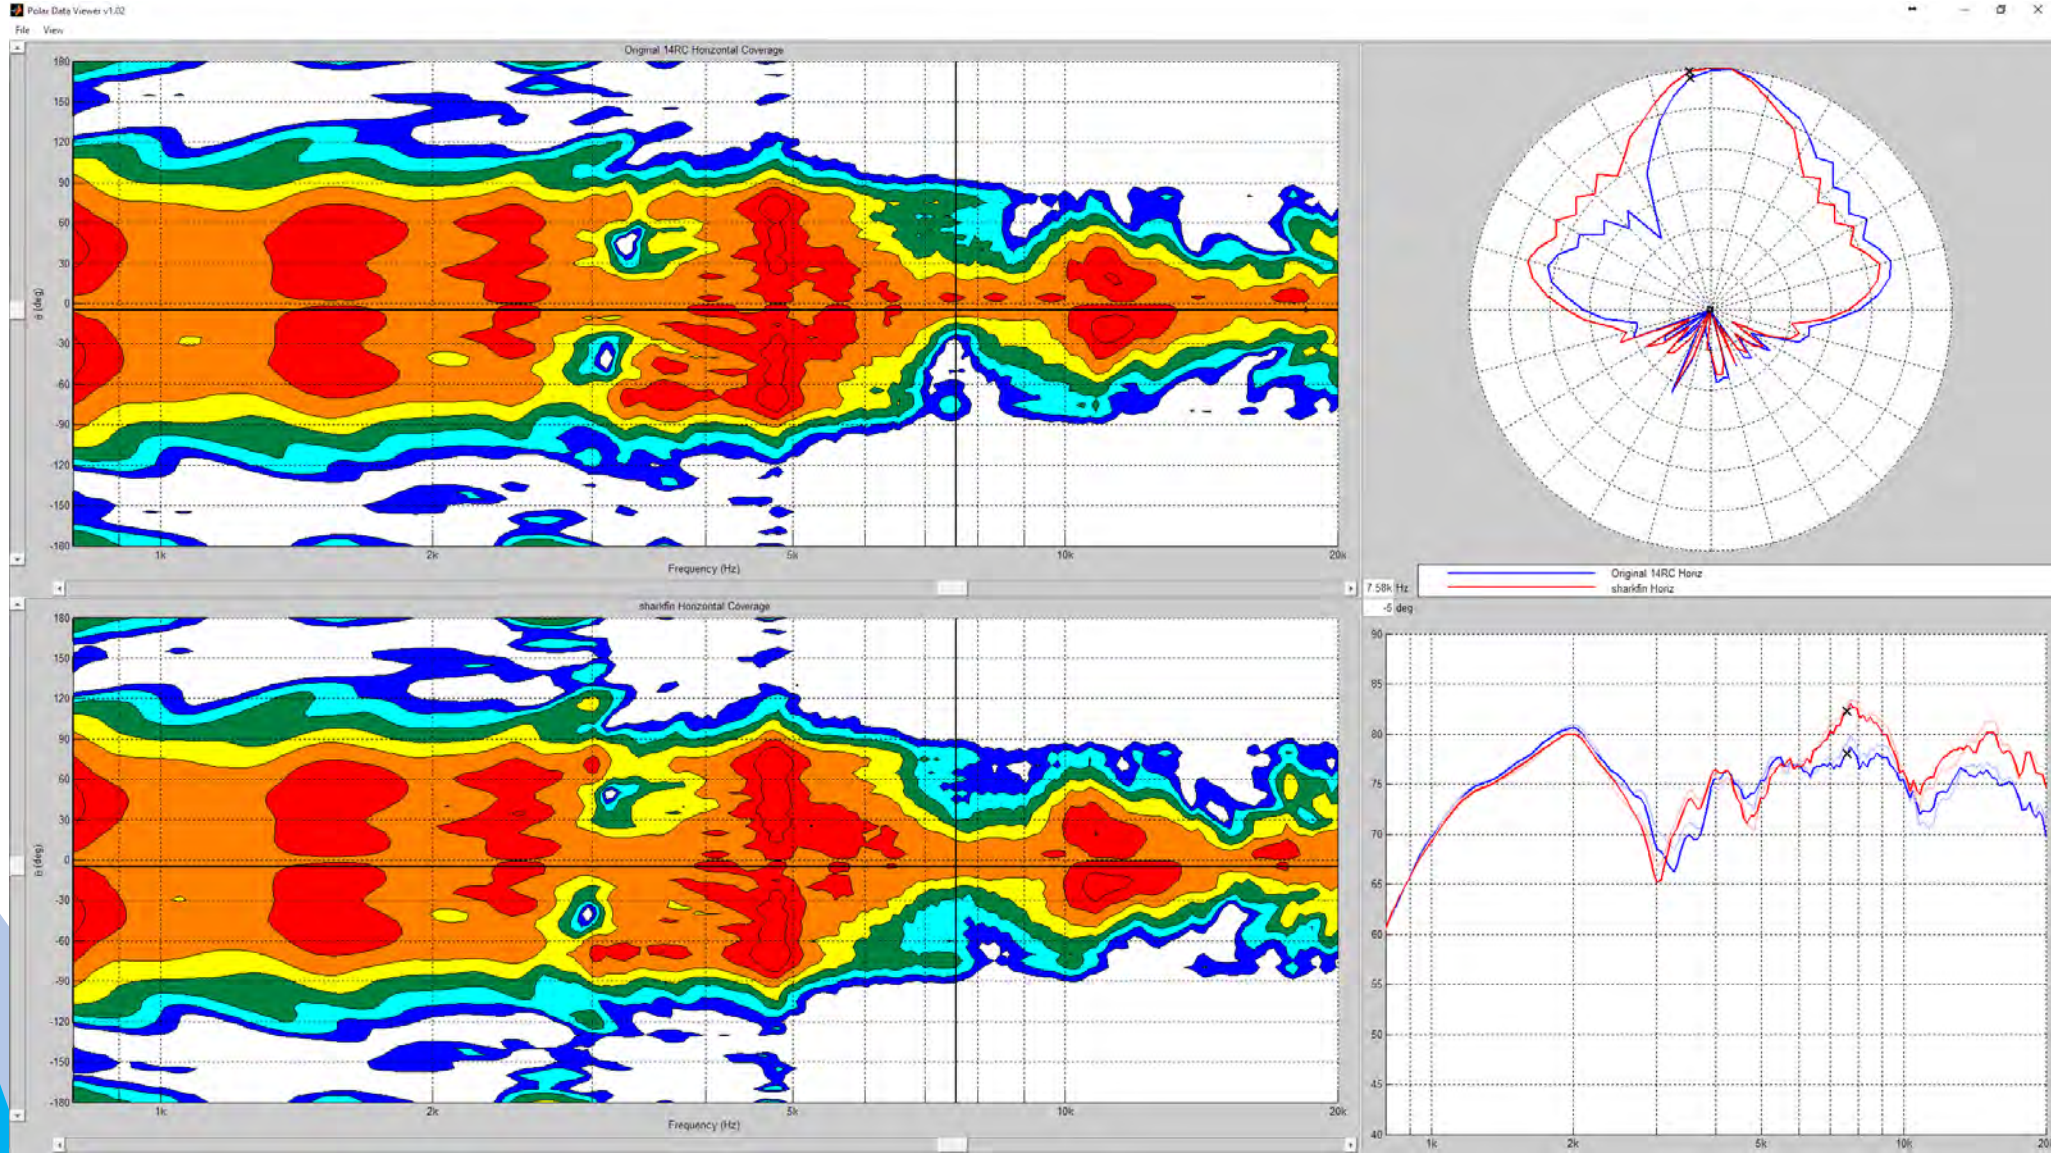 Polar Data Viewer v1.02
File View
Original 14RC Horizontal Coverage
180
150
120
90
60
30
0
-30
-60
-90
-120
-150
-180
θ (deg)
1k 2k 5k 10k 20k
Frequency (Hz)
7.58k Hz
-5 deg
Original 14RC Horiz
sharkfin Horiz
sharkfin Horizontal Coverage
180
150
120
90
60
30
0
-30
-60
-90
-120
-150
-180
θ (deg)
1k 2k 5k 10k 20k
Frequency (Hz)
90
85
80
75
70
65
60
55
50
45
40
1k 2k 5k 10k 20